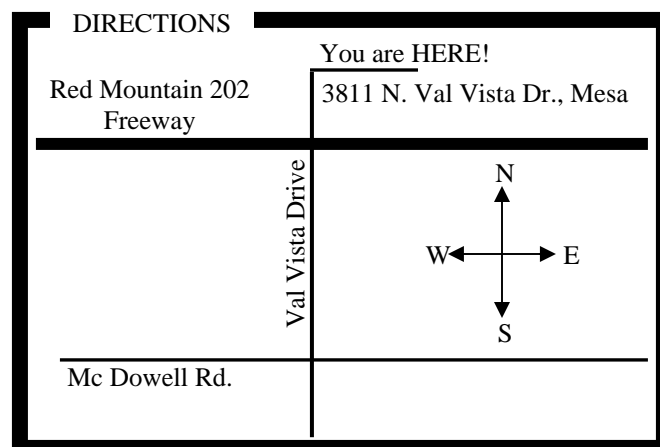 DIRECTIONS
You are HERE!
Red Mountain 202
Freeway
3811 N. Val Vista Dr., Mesa
Val Vista Drive
N
W
E
S
Mc Dowell Rd.